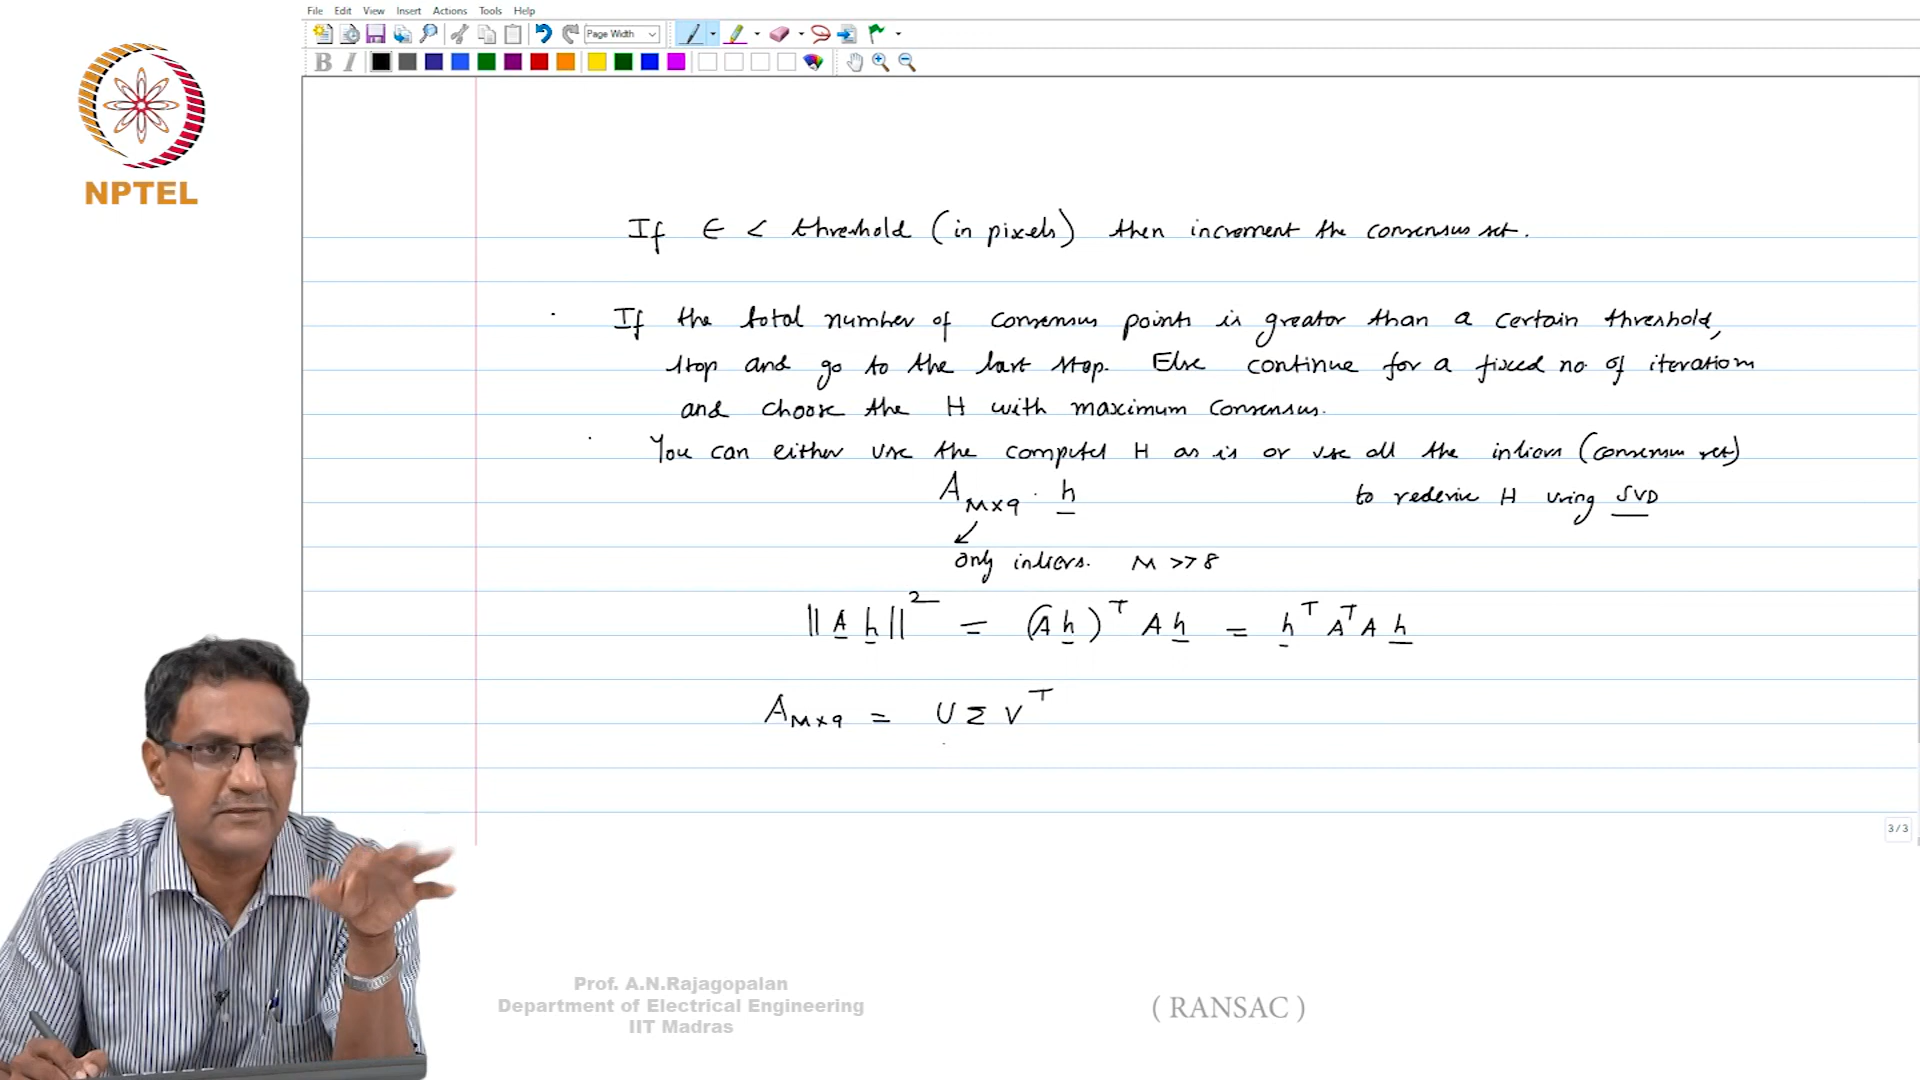 File Edit View Insert Actions Tools Help
Page Width
B I
NPTEL
If ∈ < threshold (in pixels) then increment the consensus set.
· If the total number of consensus points is greater than a certain threshold,
stop and go to the last step. Else continue for a fixed no. of iterations
and choose the H with maximum consensus.
· You can either use the computed H as is or use all the inliers (consensus set)
to rederive H using SVD
A_{M×9} · h
only inliers. M >> 8
||A h||² = (A h)^T A h = h^T A^T A h
A_{M×9} = U Σ V^T
3/3
Prof. A.N.Rajagopalan
Department of Electrical Engineering
IIT Madras
( RANSAC )